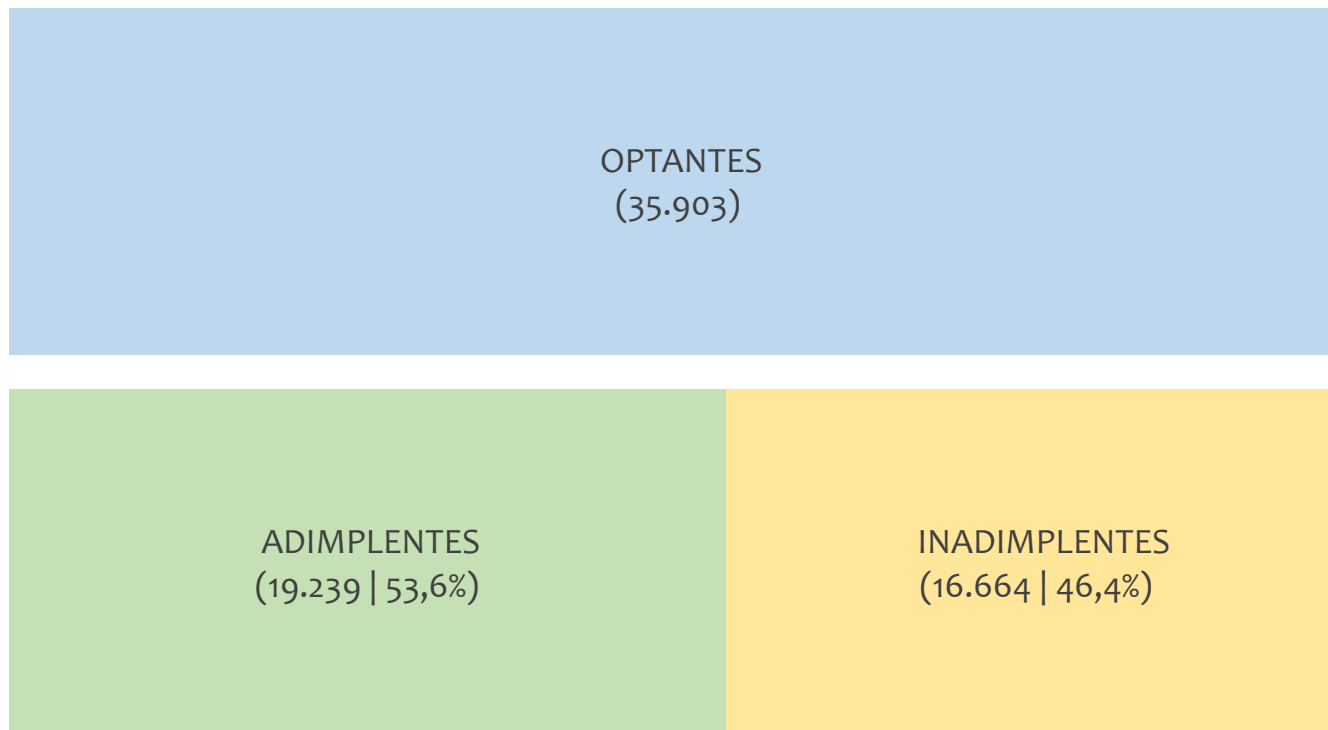 OPTANTES
(35.903)
ADIMPLENTES
(19.239 | 53,6%)
INADIMPLENTES
(16.664 | 46,4%)